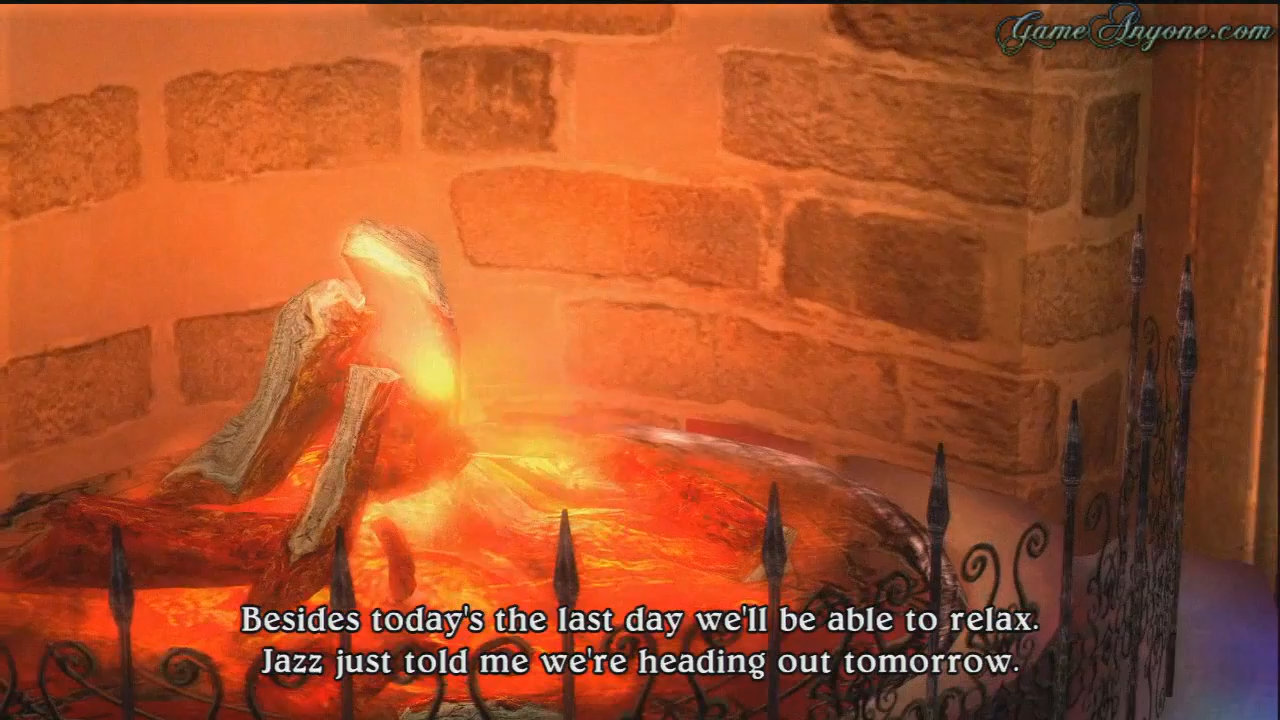 GameAnyone.com
Besides today's the last day we'll be able to relax.
Jazz just told me we're heading out tomorrow.